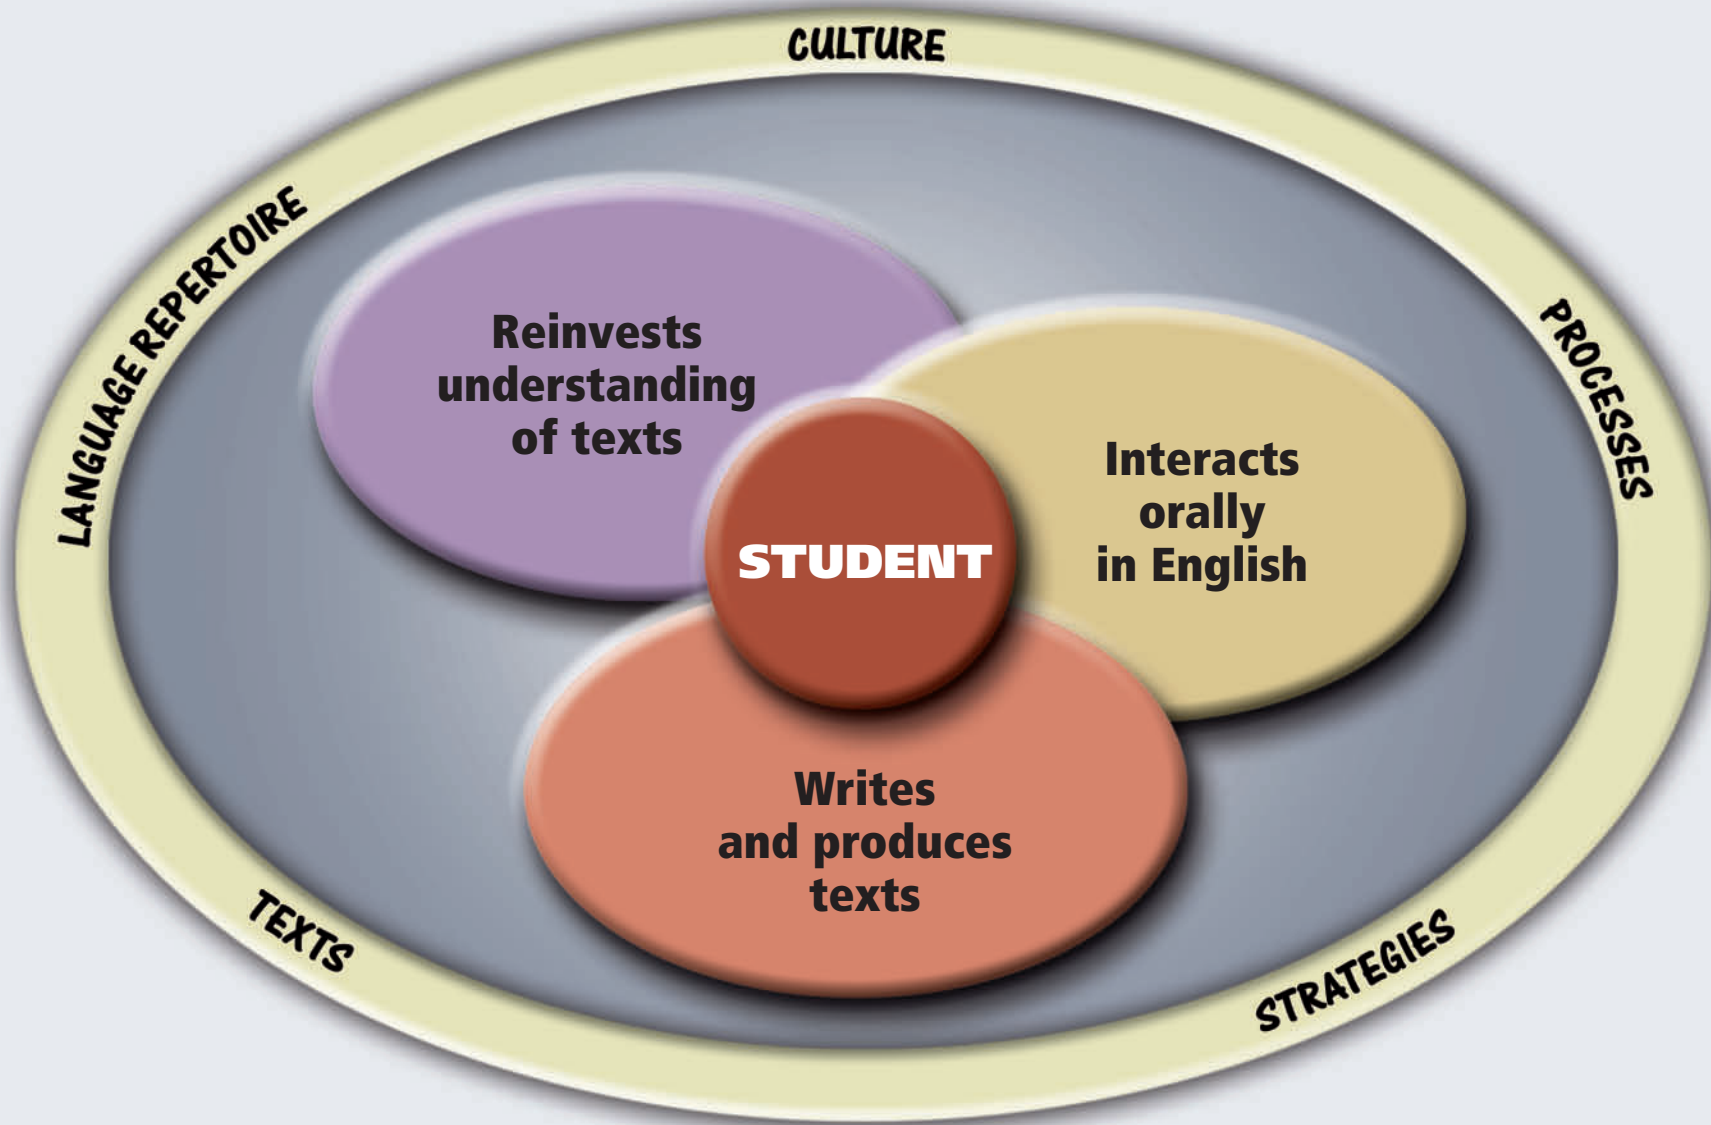 CULTURE
LANGUAGE REPERTOIRE
PROCESSES
Reinvests
understanding
of texts
Interacts
orally
in English
STUDENT
Writes
and produces
texts
TEXTS
STRATEGIES